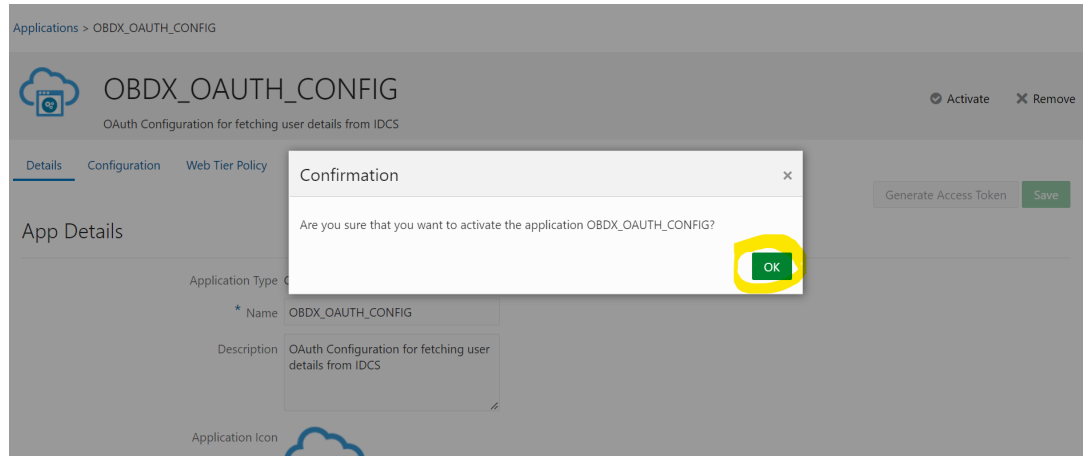 Applications > OBDX_OAUTH_CONFIG
OBDX_OAUTH_CONFIG
OAuth Configuration for fetching user details from IDCS
Activate
Remove
Details
Configuration
Web Tier Policy
Confirmation
Are you sure that you want to activate the application OBDX_OAUTH_CONFIG?
OK
Generate Access Token
Save
App Details
Application Type
* Name
OBDX_OAUTH_CONFIG
Description
OAuth Configuration for fetching user
details from IDCS
Application Icon